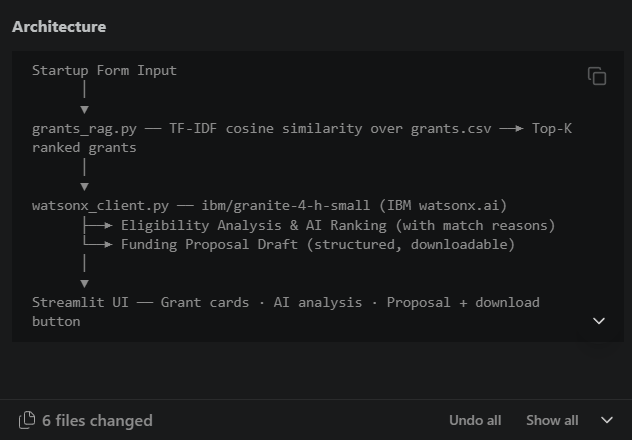 Architecture
Startup Form Input
│
▼
grants_rag.py ── TF-IDF cosine similarity over grants.csv ──► Top-K
ranked grants
│
▼
watsonx_client.py ── ibm/granite-4-h-small (IBM watsonx.ai)
├─► Eligibility Analysis & AI Ranking (with match reasons)
└─► Funding Proposal Draft (structured, downloadable)
│
▼
Streamlit UI ── Grant cards · AI analysis · Proposal + download
button
6 files changed Undo all Show all